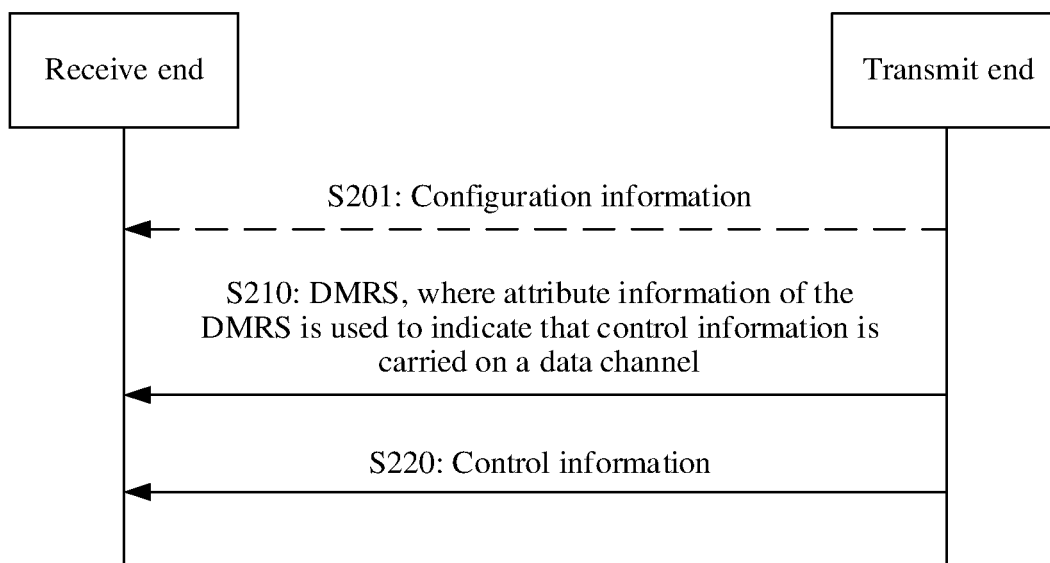 Receive end
Transmit end
S201: Configuration information
S210: DMRS, where attribute information of the
DMRS is used to indicate that control information is
carried on a data channel
S220: Control information